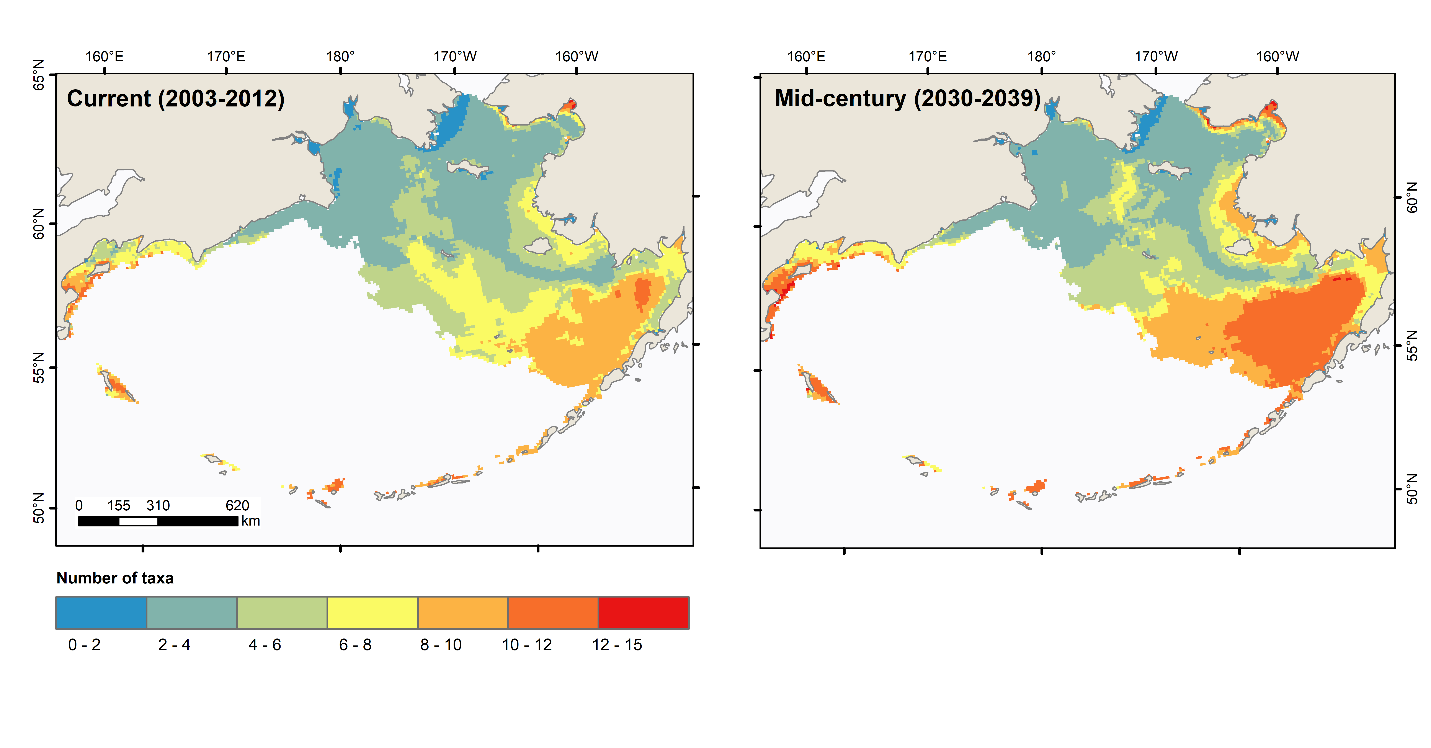 160°E 170°E 180° 170°W 160°W
160°E 170°E 180° 170°W 160°W
65°N
60°N
55°N
50°N
Current (2003-2012)
Mid-century (2030-2039)
60°N
55°N
50°N
0 155 310 620
km
Number of taxa
0 - 2 2 - 4 4 - 6 6 - 8 8 - 10 10 - 12 12 - 15